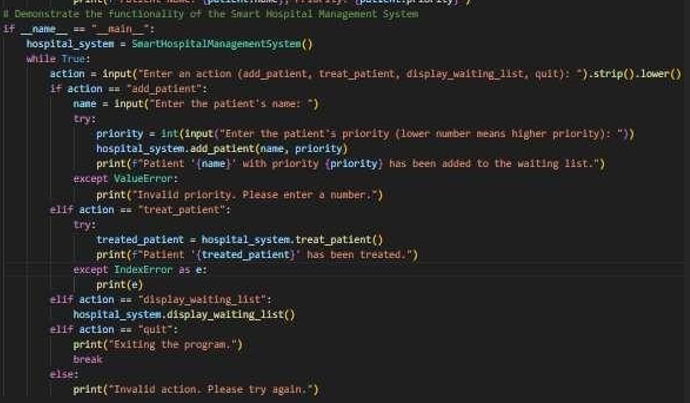 # Demonstrate the functionality of the Smart Hospital Management System
if __name__ == "__main__":
    hospital_system = SmartHospitalManagementSystem()
    while True:
        action = input("Enter an action (add_patient, treat_patient, display_waiting_list, quit): ").strip().lower()
        if action == "add_patient":
            name = input("Enter the patient's name: ")
            try:
                priority = int(input("Enter the patient's priority (lower number means higher priority): "))
                hospital_system.add_patient(name, priority)
                print(f"Patient '{name}' with priority {priority} has been added to the waiting list.")
            except ValueError:
                print("Invalid priority. Please enter a number.")
        elif action == "treat_patient":
            try:
                treated_patient = hospital_system.treat_patient()
                print(f"Patient '{treated_patient}' has been treated.")
            except IndexError as e:
                print(e)
        elif action == "display_waiting_list":
            hospital_system.display_waiting_list()
        elif action == "quit":
            print("Exiting the program.")
            break
        else:
            print("Invalid action. Please try again.")